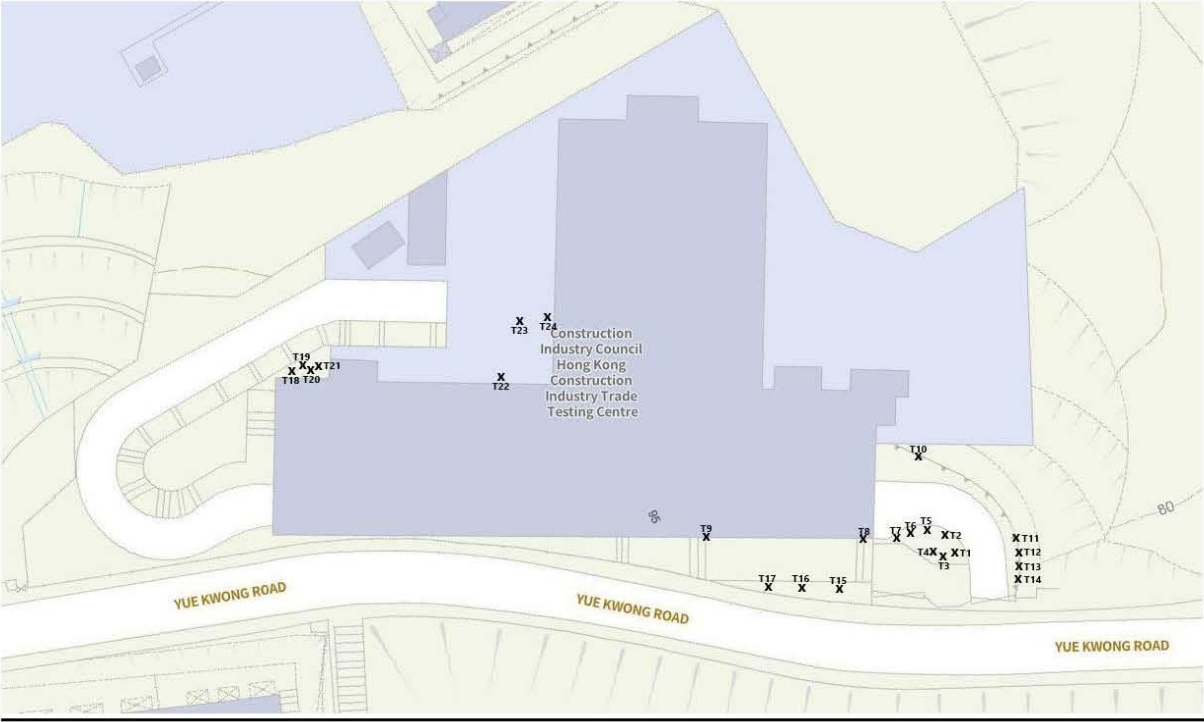 T24
T23
Construction
Industry Council
Hong Kong
Construction
Industry Trade
Testing Centre
T19
T21
T18
T20
T22
T10
80
95
T9
T8
T7
T6
T5
T2
T4
T1
T3
T11
T12
T13
T14
T17
T16
T15
YUE KWONG ROAD
YUE KWONG ROAD
YUE KWONG ROAD